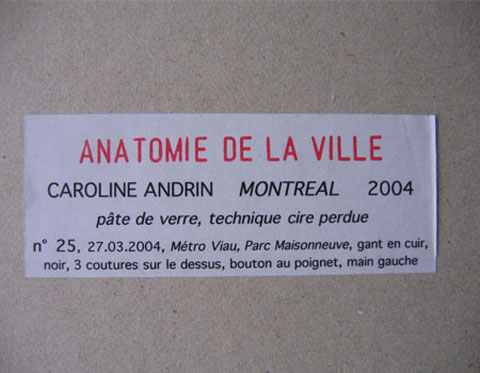 ANATOMIE DE LA VILLE
CAROLINE ANDRIN MONTREAL 2004
pâte de verre, technique cire perdue
n° 25, 27.03.2004, Métro Viau, Parc Maisonneuve, gant en cuir,
noir, 3 coutures sur le dessus, bouton au poignet, main gauche